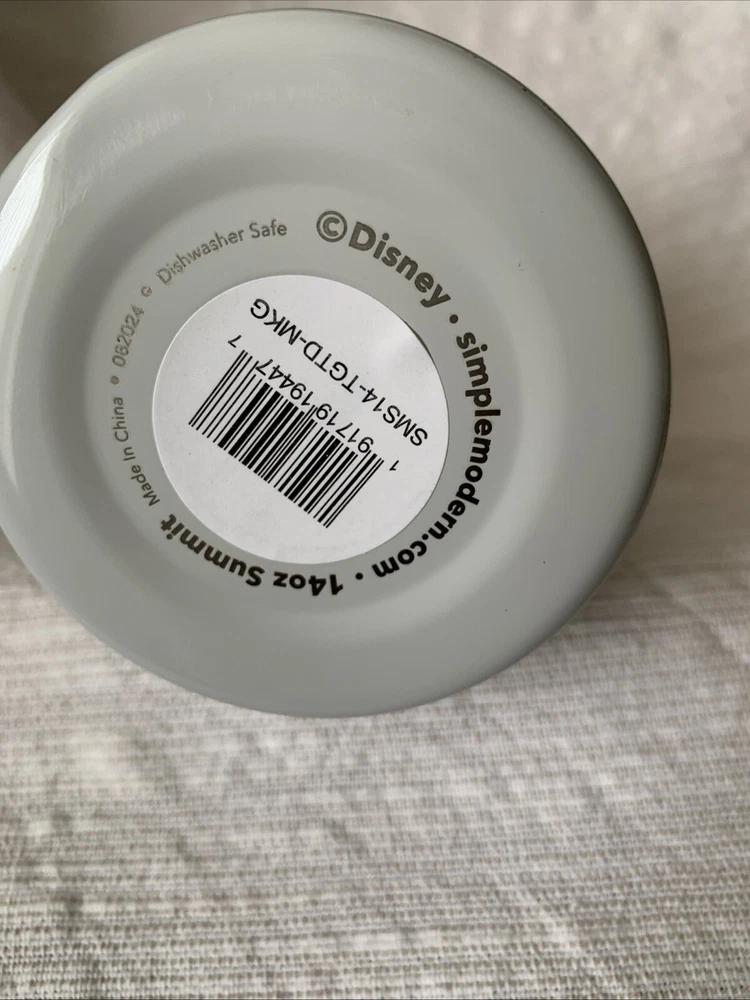 ©Disney • simplemodern.com • 14oz Summit
Made In China • 062024 • Dishwasher Safe
SMS14-TGTD-MKG
1 91719 19447 7